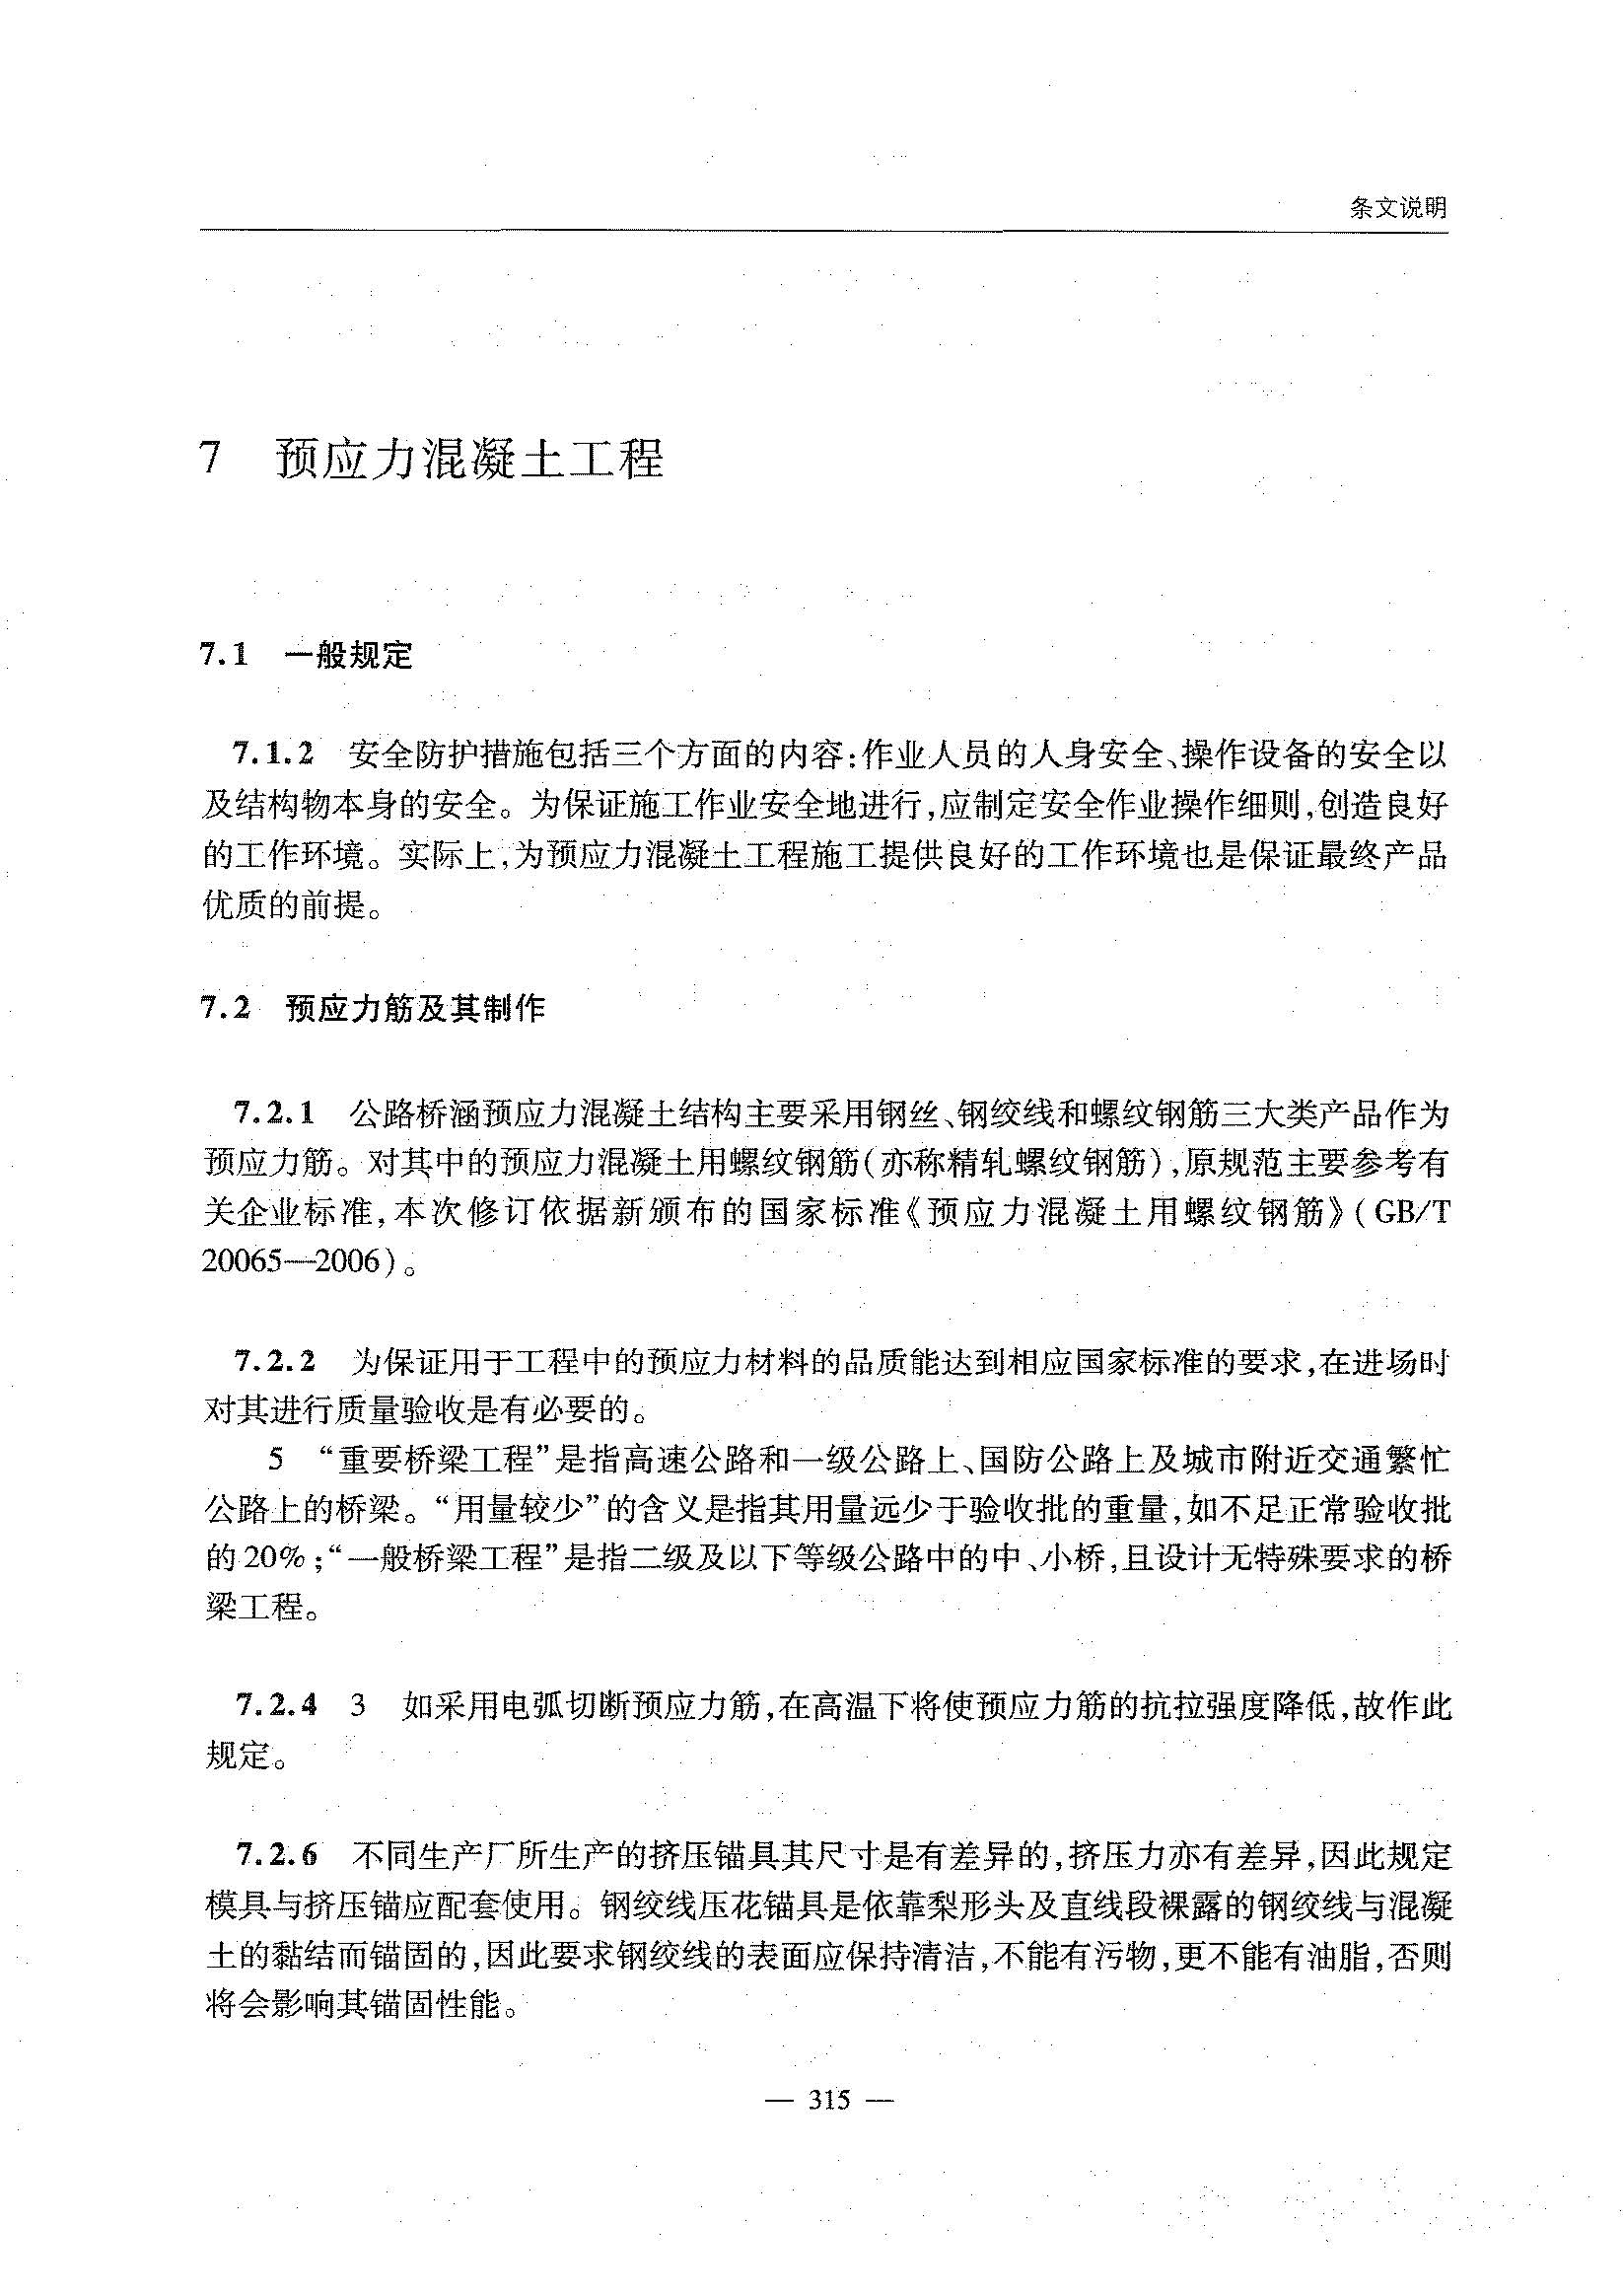 条文说明
7 预应力混凝土工程
7.1 一般规定
7.1.2 安全防护措施包括三个方面的内容:作业人员的人身安全、操作设备的安全以
及结构物本身的安全。为保证施工作业安全地进行,应制定安全作业操作细则,创造良好
的工作环境。实际上,为预应力混凝土工程施工提供良好的工作环境也是保证最终产品
优质的前提。
7.2 预应力筋及其制作
7.2.1 公路桥涵预应力混凝土结构主要采用钢丝、钢绞线和螺纹钢筋三大类产品作为
预应力筋。对其中的预应力混凝土用螺纹钢筋(亦称精轧螺纹钢筋),原规范主要参考有
关企业标准,本次修订依据新颁布的国家标准《预应力混凝土用螺纹钢筋》(GB/T
20065—2006)。
7.2.2 为保证用于工程中的预应力材料的品质能达到相应国家标准的要求,在进场时
对其进行质量验收是有必要的。
5 “重要桥梁工程”是指高速公路和一级公路上、国防公路上及城市附近交通繁忙
公路上的桥梁。“用量较少”的含义是指其用量远少于验收批的重量,如不足正常验收批
的20%;“一般桥梁工程”是指二级及以下等级公路中的中、小桥,且设计无特殊要求的桥
梁工程。
7.2.4 3 如采用电弧切断预应力筋,在高温下将使预应力筋的抗拉强度降低,故作此
规定。
7.2.6 不同生产厂所生产的挤压锚具其尺寸是有差异的,挤压力亦有差异,因此规定
模具与挤压锚应配套使用。钢绞线压花锚具是依靠梨形头及直线段裸露的钢绞线与混凝
土的黏结而锚固的,因此要求钢绞线的表面应保持清洁,不能有污物,更不能有油脂,否则
将会影响其锚固性能。
— 315 —